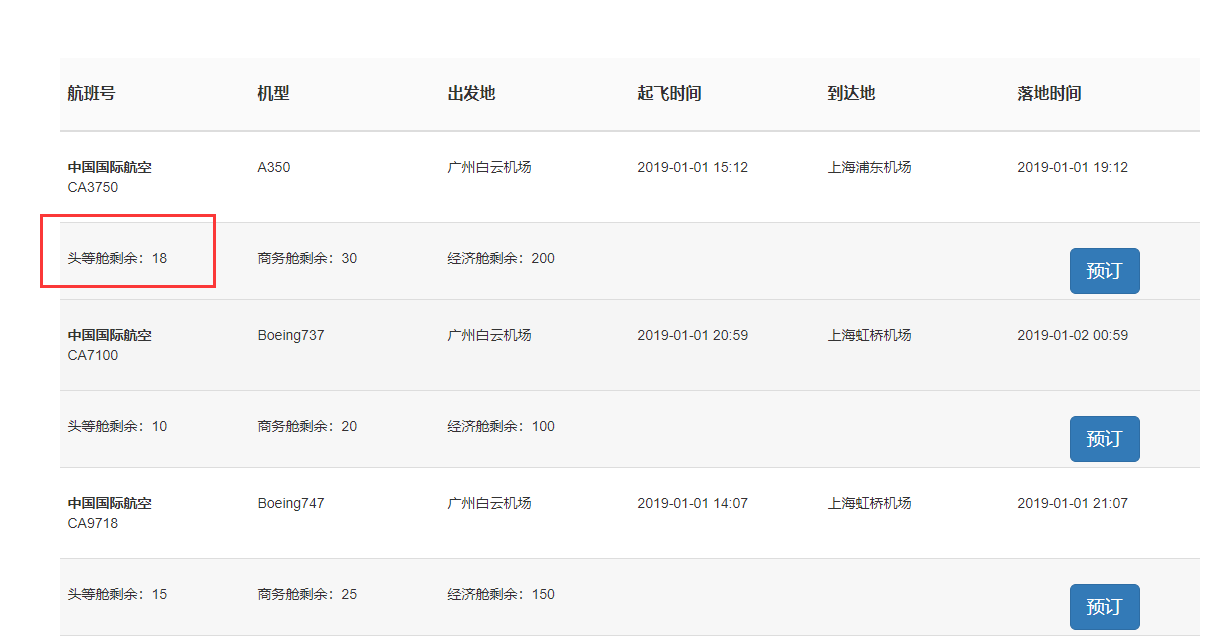 航班号 机型 出发地 起飞时间 到达地 落地时间
中国国际航空 A350 广州白云机场 2019-01-01 15:12 上海浦东机场 2019-01-01 19:12
CA3750
头等舱剩余：18 商务舱剩余：30 经济舱剩余：200 预订
中国国际航空 Boeing737 广州白云机场 2019-01-01 20:59 上海虹桥机场 2019-01-02 00:59
CA7100
头等舱剩余：10 商务舱剩余：20 经济舱剩余：100 预订
中国国际航空 Boeing747 广州白云机场 2019-01-01 14:07 上海虹桥机场 2019-01-01 21:07
CA9718
头等舱剩余：15 商务舱剩余：25 经济舱剩余：150 预订